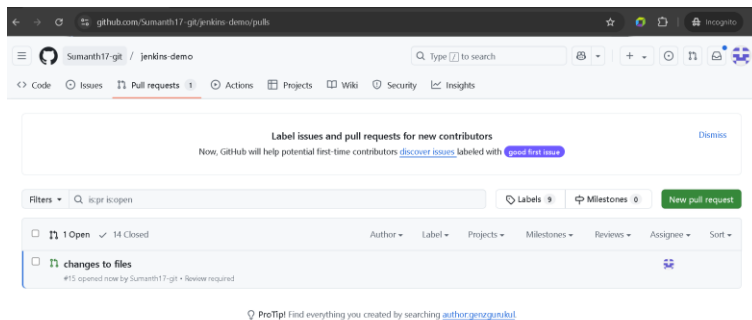 github.com/Sumanth17-git/jenkins-demo/pulls Incognito
Sumanth17-git / jenkins-demo Type / to search
Code Issues Pull requests 1 Actions Projects Wiki Security Insights
Label issues and pull requests for new contributors Dismiss
Now, GitHub will help potential first-time contributors discover issues labeled with good first issue
Filters is:pr is:open Labels 9 Milestones 0 New pull request
1 Open 14 Closed Author Label Projects Milestones Reviews Assignee Sort
changes to files
#15 opened now by Sumanth17-git • Review required
ProTip! Find everything you created by searching author:genzgurukul.